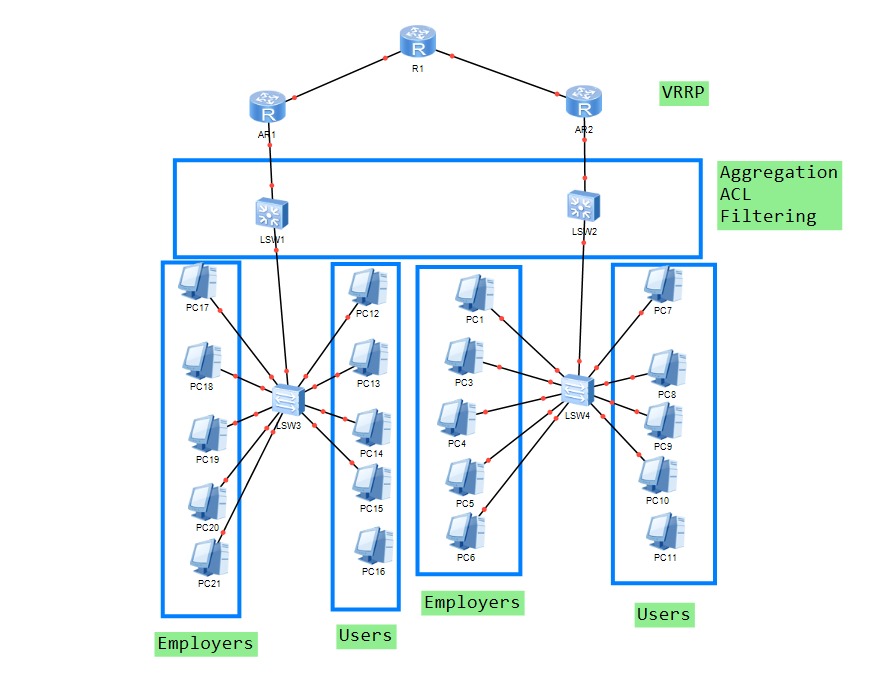 R1
VRRP
AR1
AR2
Aggregation
ACL
Filtering
LSW1
LSW2
PC17
PC18
PC19
PC20
PC21
LSW3
PC12
PC13
PC14
PC15
PC16
PC1
PC3
PC4
PC5
PC6
LSW4
PC7
PC8
PC9
PC10
PC11
Employers
Users
Employers
Users